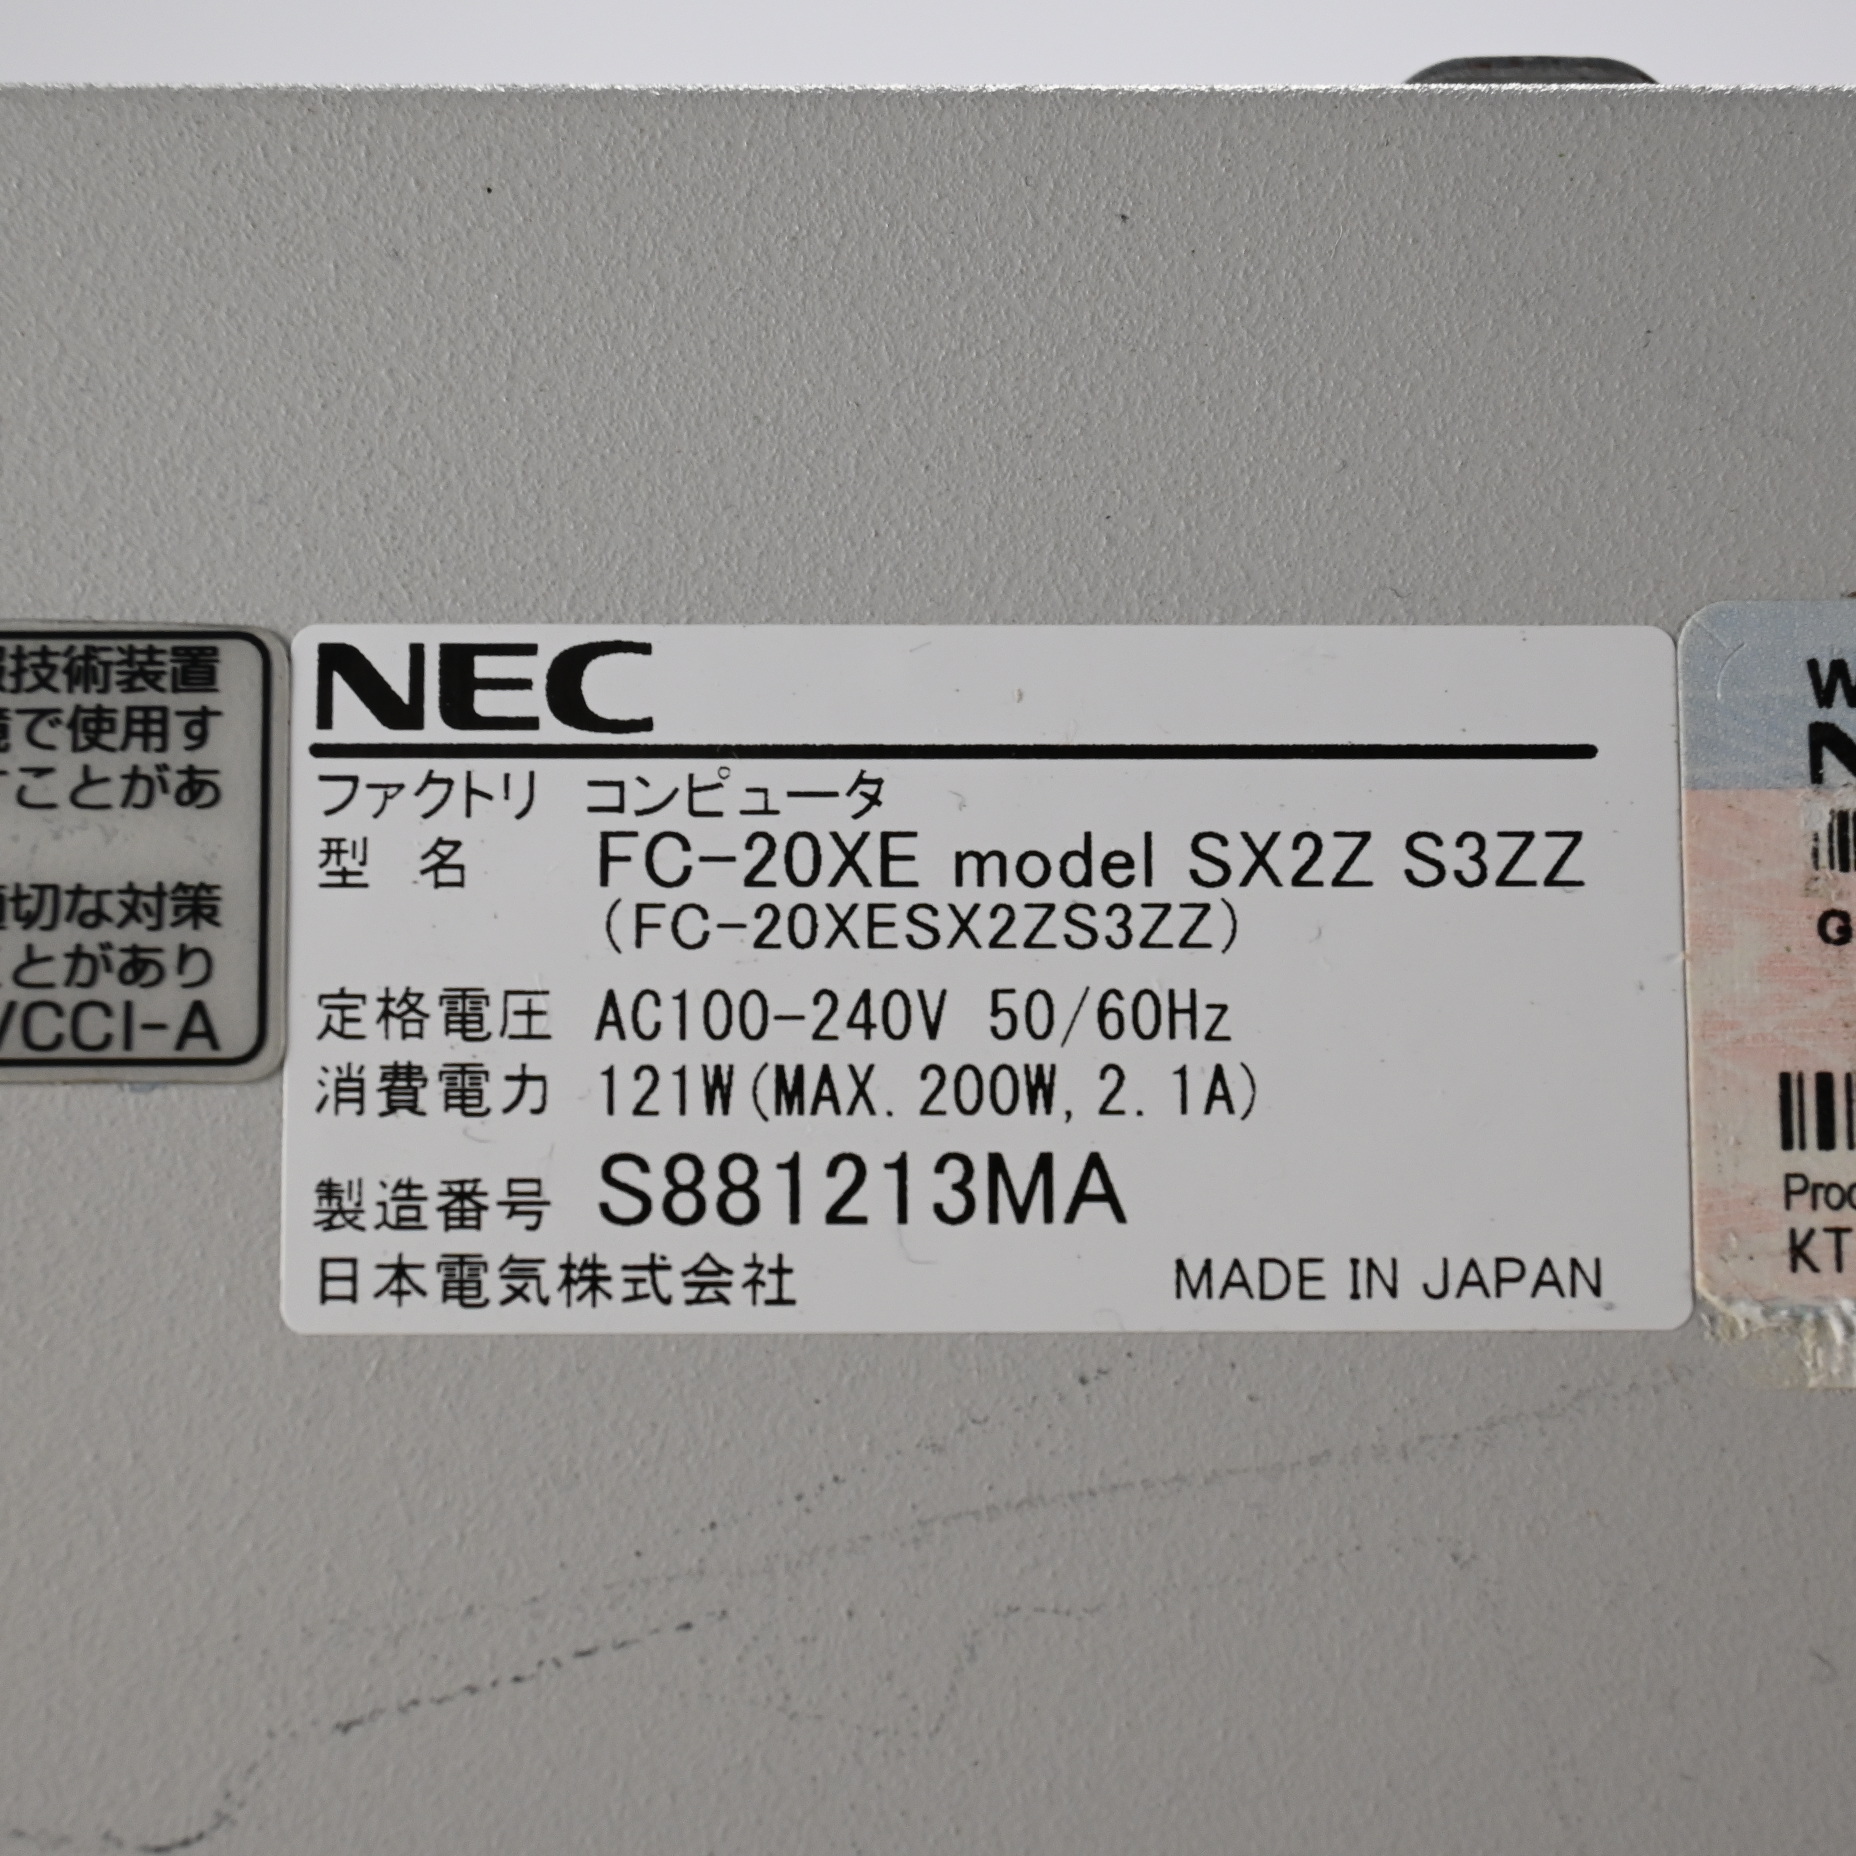 技術装置
で使用す
すことがあ
切な対策
とがあり
VCCI-A
NEC
ファクトリ コンピュータ
型 名 FC-20XE model SX2Z S3ZZ
(FC-20XESX2ZS3ZZ)
定格電圧 AC100-240V 50/60Hz
消費電力 121W(MAX.200W,2.1A)
製造番号 S881213MA
日本電気株式会社 MADE IN JAPAN
KT